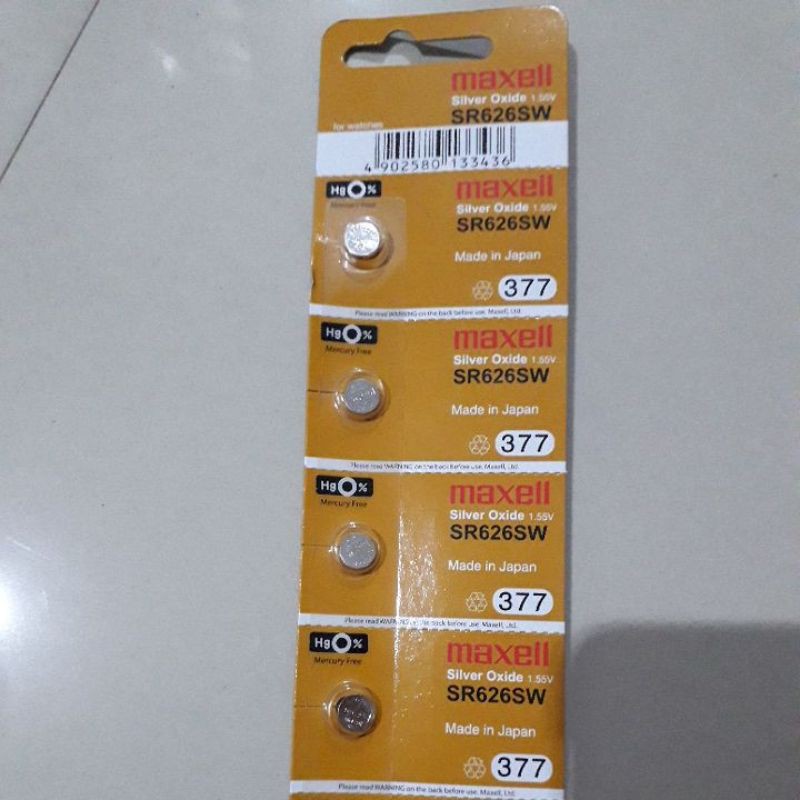 maxell
Silver Oxide 1.55V
SR626SW
for watches
4 902580 133436
Hg 0%
Mercury Free
maxell
Silver Oxide 1.55V
SR626SW
Made in Japan
377
Please read WARNING on the back before use. Maxell, Ltd.
Hg 0%
Mercury Free
maxell
Silver Oxide 1.55V
SR626SW
Made in Japan
377
Please read WARNING on the back before use. Maxell, Ltd.
Hg 0%
Mercury Free
maxell
Silver Oxide 1.55V
SR626SW
Made in Japan
377
Please read WARNING on the back before use. Maxell, Ltd.
Hg 0%
Mercury Free
maxell
Silver Oxide 1.55V
SR626SW
Made in Japan
377
Please read WARNING on the back before use. Maxell, Ltd.